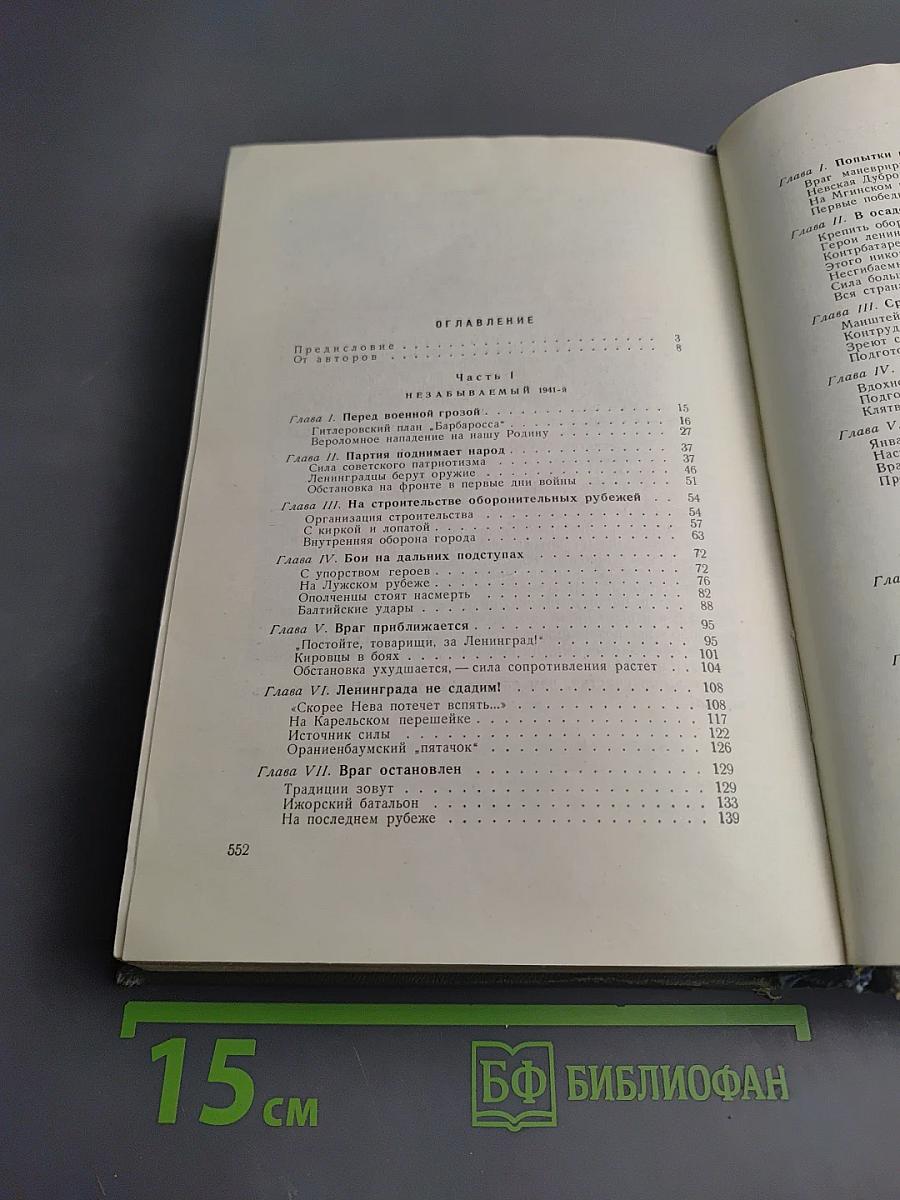 ОГЛАВЛЕНИЕ
Предисловие . . . . . . . . . . . . . . . . . . . . 3
От авторов . . . . . . . . . . . . . . . . . . . . 8
Часть I
НЕЗАБЫВАЕМЫЙ 1941-й
Глава I. Перед военной грозой . . . . . . . . . . . . 15
Гитлеровский план „Барбаросса“ . . . . . . . . . . . . 16
Вероломное нападение на нашу Родину . . . . . . . . . 27
Глава II. Партия поднимает народ . . . . . . . . . . . 37
Сила советского патриотизма . . . . . . . . . . . . . 37
Ленинградцы берут оружие . . . . . . . . . . . . . . 46
Обстановка на фронте в первые дни войны . . . . . . . 51
Глава III. На строительстве оборонительных рубежей . . 54
Организация строительства . . . . . . . . . . . . . . 54
С киркой и лопатой . . . . . . . . . . . . . . . . . 57
Внутренняя оборона города . . . . . . . . . . . . . . 63
Глава IV. Бои на дальних подступах . . . . . . . . . . 72
С упорством героев . . . . . . . . . . . . . . . . . 72
На Лужском рубеже . . . . . . . . . . . . . . . . . . 76
Ополченцы стоят насмерть . . . . . . . . . . . . . . 82
Балтийские удары . . . . . . . . . . . . . . . . . . 88
Глава V. Враг приближается . . . . . . . . . . . . . . 95
„Постойте, товарищи, за Ленинград!“ . . . . . . . . . 95
Кировцы в боях . . . . . . . . . . . . . . . . . . . 101
Обстановка ухудшается,— сила сопротивления растет . . 104
Глава VI. Ленинграда не сдадим! . . . . . . . . . . . 108
«Скорее Нева потечет вспять...» . . . . . . . . . . . 108
На Карельском перешейке . . . . . . . . . . . . . . . 117
Источник силы . . . . . . . . . . . . . . . . . . . . 122
Ораниенбаумский „пятачок“ . . . . . . . . . . . . . . 126
Глава VII. Враг остановлен . . . . . . . . . . . . . . 129
Традиции зовут . . . . . . . . . . . . . . . . . . . 129
Ижорский батальон . . . . . . . . . . . . . . . . . . 133
На последнем рубеже . . . . . . . . . . . . . . . . . 139
552
Глава I. Попытки
Враг маневрир
Невская Дубро
На Мгинском
Первые побед
Глава II. В осад
Крепить обор
Герои ленин
Контрбатаре
Этого нико
Несгибаемы
Сила боль
Вся стран
Глава III. Ср
Манштей
Контруд
Зреют с
Подгото
Глава IV.
Вдохн
Подго
Клятв
Глава V.
Янва
Нас
Вра
Пр
Гла
15 см
БФ БИБЛИОФАН